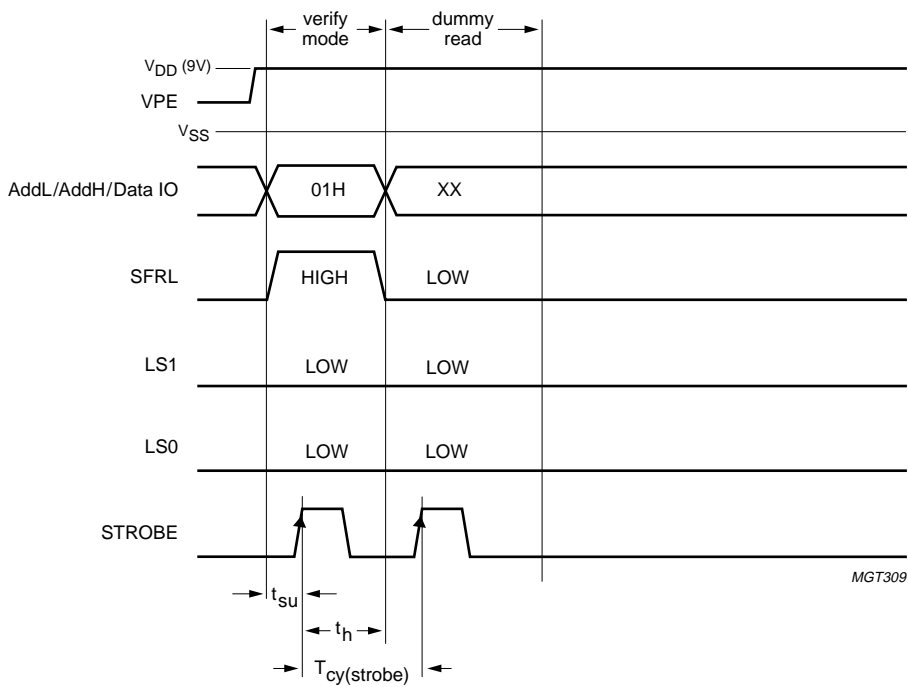 verify mode
dummy read
VDD (9V)
VPE
VSS
AddL/AddH/Data IO
01H
XX
SFRL
HIGH
LOW
LS1
LOW
LOW
LS0
LOW
LOW
STROBE
MGT309
tsu
th
Tcy(strobe)